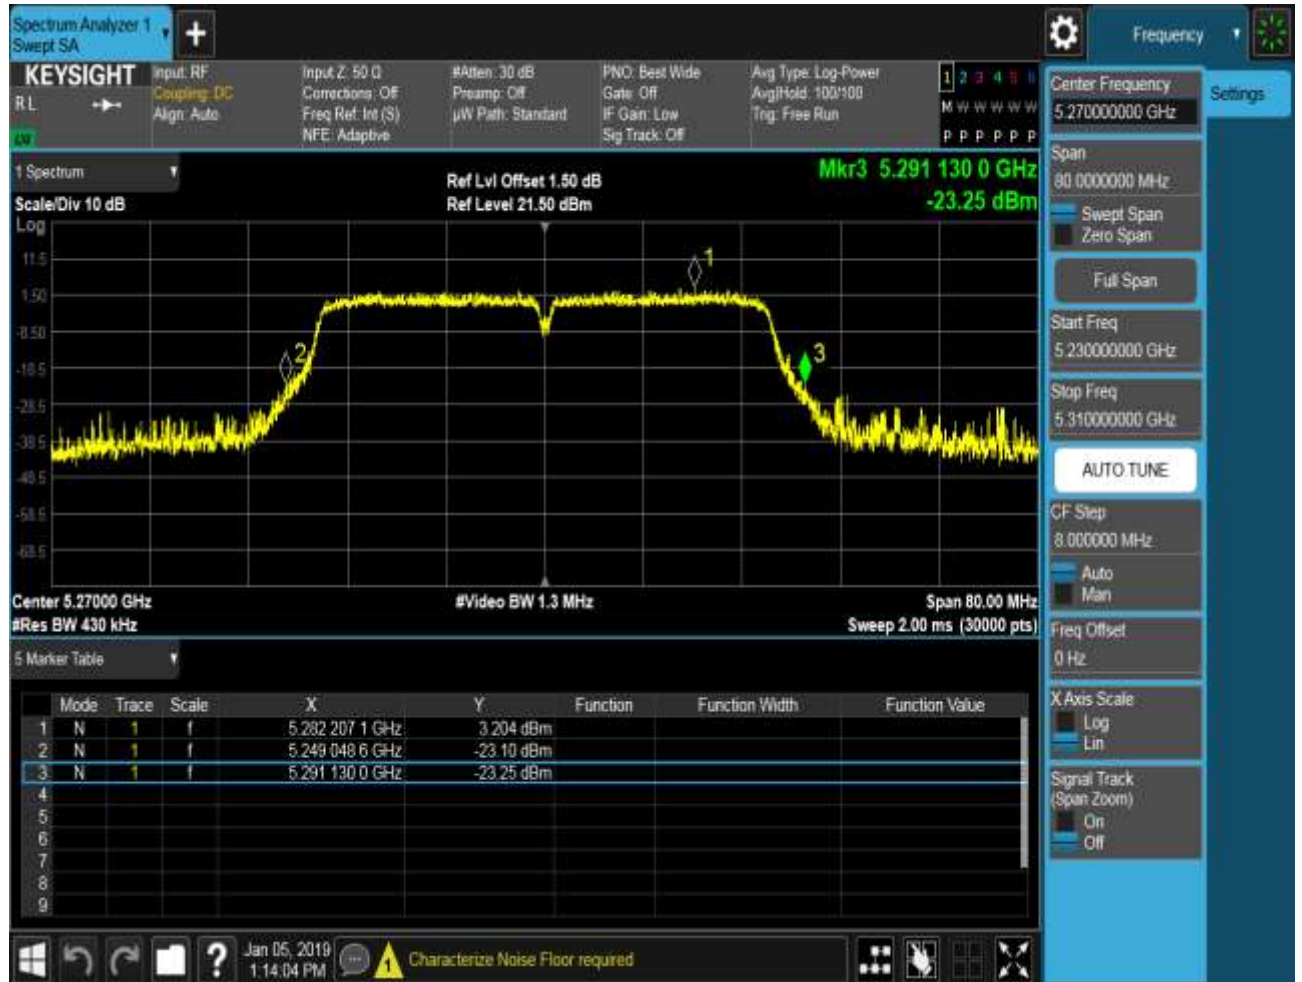 Spectrum Analyzer 1
Swept SA
Frequency
KEYSIGHT
RL
Input: RF
Coupling: DC
Align: Auto
Input Z: 50 Ω
Corrections: Off
Freq Ref: Int (S)
NFE: Adaptive
#Atten: 30 dB
Preamp: Off
µW Path: Standard
PNO: Best Wide
Gate: Off
IF Gain: Low
Sig Track: Off
Avg Type: Log-Power
Avg|Hold: 100/100
Trig: Free Run
1 2 3 4 5 6
M W W W W W
P P P P P P
1 Spectrum
Scale/Div 10 dB
Ref Lvl Offset 1.50 dB
Ref Level 21.50 dBm
Mkr3 5.291 130 0 GHz
-23.25 dBm
Log
11.5
1.50
-8.50
-18.5
-28.5
-38.5
-48.5
-58.5
-68.5
1
2
3
Center 5.27000 GHz
#Video BW 1.3 MHz
Span 80.00 MHz
#Res BW 430 kHz
Sweep 2.00 ms (30000 pts)
5 Marker Table
Mode Trace Scale X Y Function Function Width Function Value
1 N 1 f 5.282 207 1 GHz 3.204 dBm
2 N 1 f 5.249 048 6 GHz -23.10 dBm
3 N 1 f 5.291 130 0 GHz -23.25 dBm
4
5
6
7
8
9
Jan 05, 2019
1:14:04 PM
Characterize Noise Floor required
Center Frequency
5.270000000 GHz
Settings
Span
80.0000000 MHz
Swept Span
Zero Span
Full Span
Start Freq
5.230000000 GHz
Stop Freq
5.310000000 GHz
AUTO TUNE
CF Step
8.000000 MHz
Auto
Man
Freq Offset
0 Hz
X Axis Scale
Log
Lin
Signal Track
(Span Zoom)
On
Off